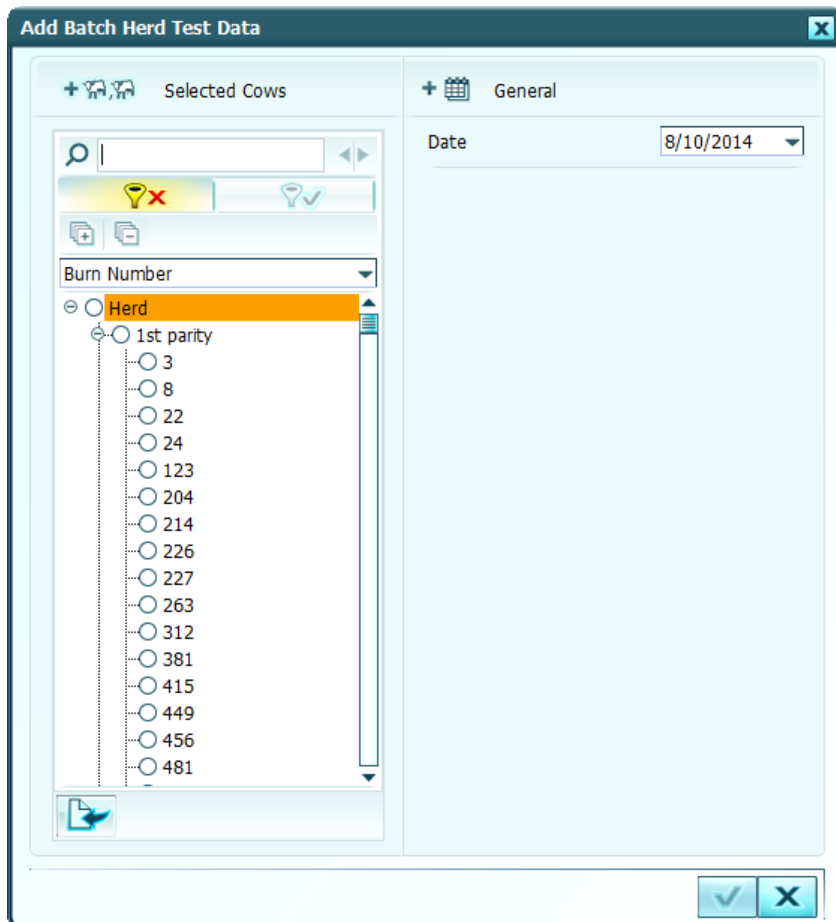 Add Batch Herd Test Data
Selected Cows
General
Date
8/10/2014
Burn Number
Herd
1st parity
3
8
22
24
123
204
214
226
227
263
312
381
415
449
456
481